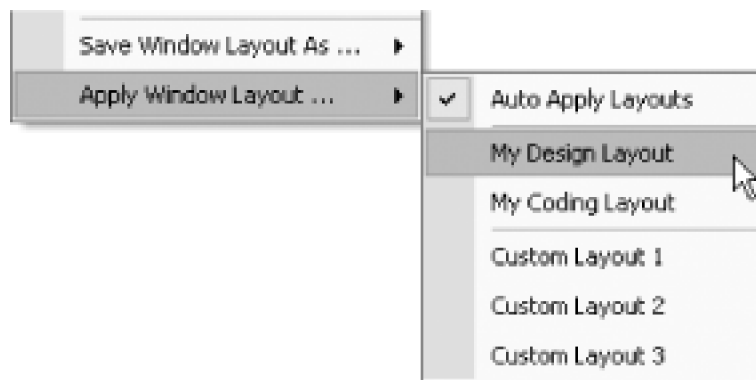 Save Window Layout As ...
Apply Window Layout ...
Auto Apply Layouts
My Design Layout
My Coding Layout
Custom Layout 1
Custom Layout 2
Custom Layout 3